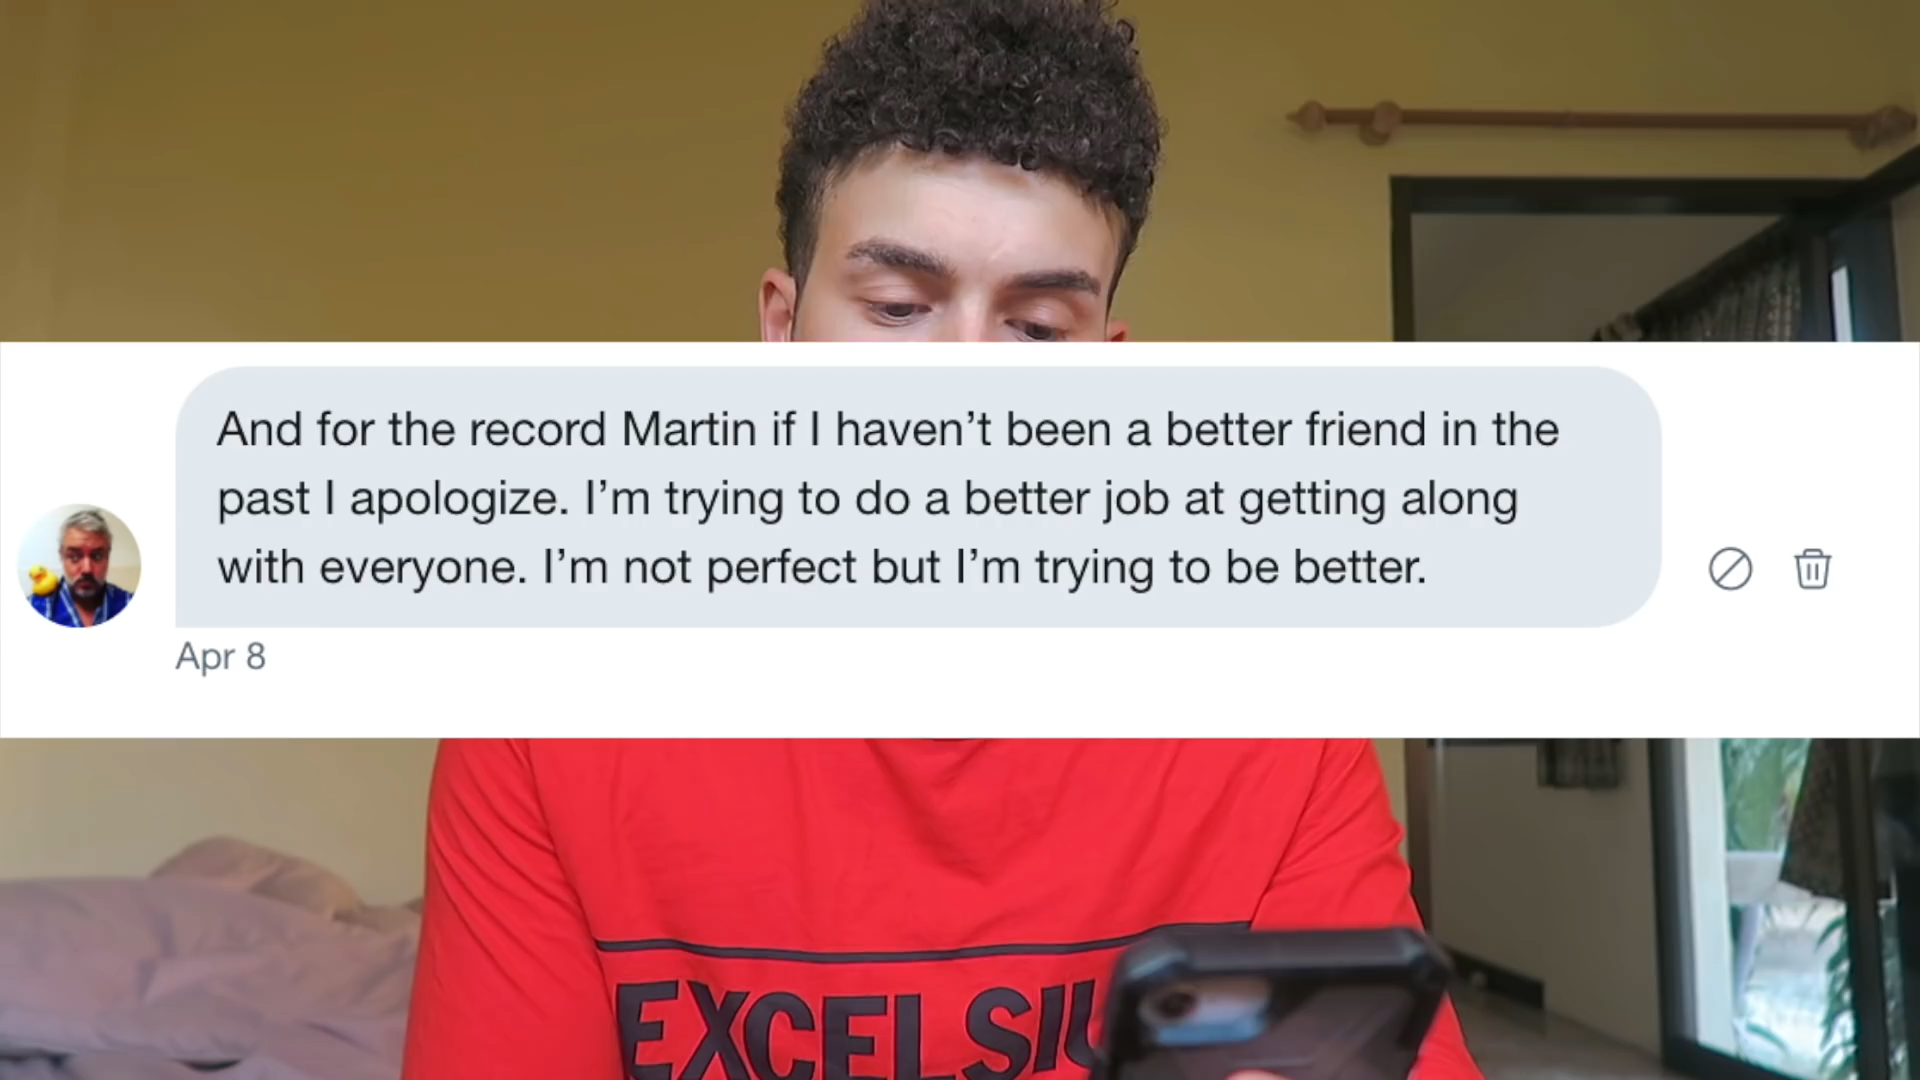 And for the record Martin if I haven’t been a better friend in the
past I apologize. I’m trying to do a better job at getting along
with everyone. I’m not perfect but I’m trying to be better.
Apr 8
EXCELSIU